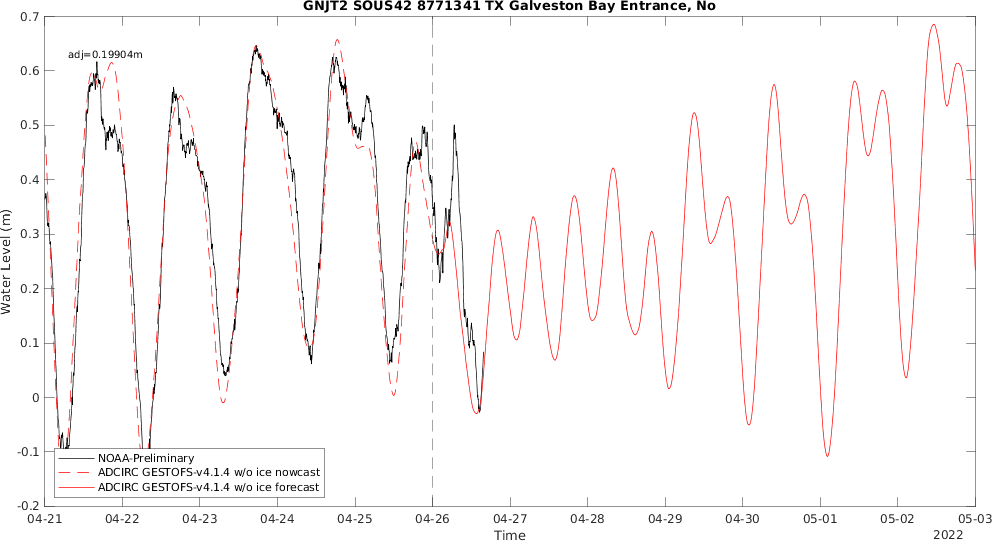 GNJT2 SOUS42 8771341 TX Galveston Bay Entrance, No
adj=0.19904m
0.7
0.6
0.5
0.4
0.3
0.2
0.1
0
-0.1
-0.2
Water Level (m)
NOAA-Preliminary
ADCIRC GESTOFS-v4.1.4 w/o ice nowcast
ADCIRC GESTOFS-v4.1.4 w/o ice forecast
04-21 04-22 04-23 04-24 04-25 04-26 04-27 04-28 04-29 04-30 05-01 05-02 05-03
Time
2022